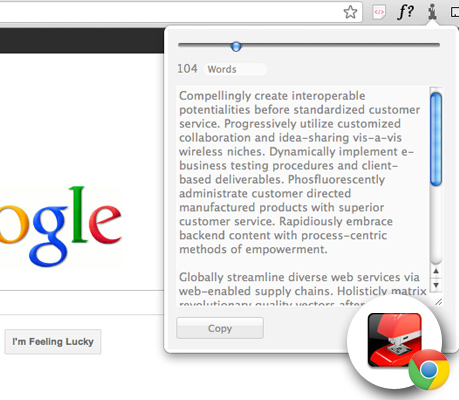 f?
104 Words
Compellingly create interoperable
potentialities before standardized customer
service. Progressively utilize customized
collaboration and idea-sharing vis-a-vis
wireless niches. Dynamically implement e-
business testing procedures and client-
based deliverables. Phosfluorescently
administrate customer directed
manufactured products with superior
customer service. Rapidiously embrace
backend content with process-centric
methods of empowerment.
Globally streamline diverse web services via
web-enabled supply chains. Holisticly matrix
revolutionary quality vectors after
ogle
I'm Feeling Lucky
Copy